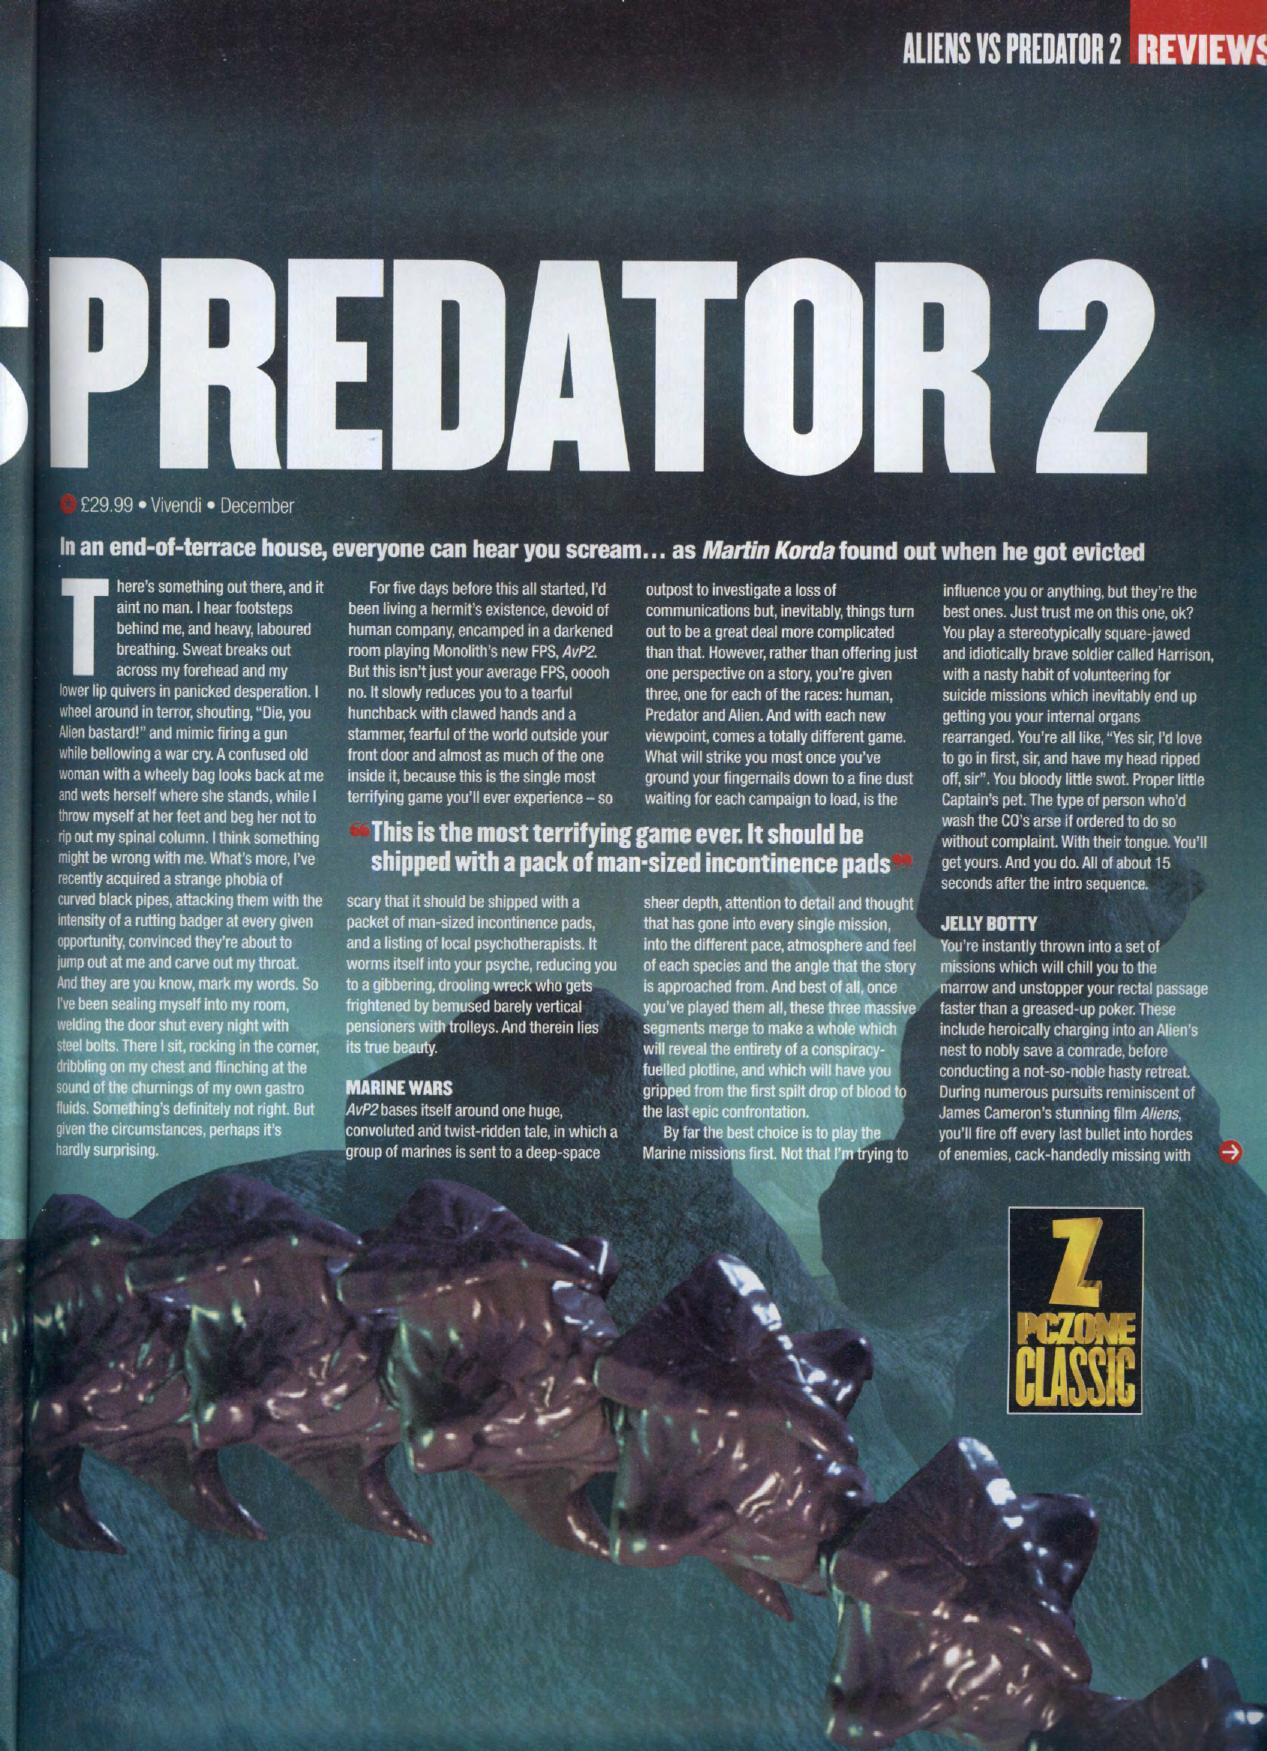 ALIENS VS PREDATOR 2 REVIEWS
S PREDATOR 2
£29.99 • Vivendi • December
In an end-of-terrace house, everyone can hear you scream... as Martin Korda found out when he got evicted
There's something out there, and it
aint no man. I hear footsteps
behind me, and heavy, laboured
breathing. Sweat breaks out
across my forehead and my
lower lip quivers in panicked desperation. I
wheel around in terror, shouting, "Die, you
Alien bastard!" and mimic firing a gun
while bellowing a war cry. A confused old
woman with a wheely bag looks back at me
and wets herself where she stands, while I
throw myself at her feet and beg her not to
rip out my spinal column. I think something
might be wrong with me. What's more, I've
recently acquired a strange phobia of
curved black pipes, attacking them with the
intensity of a rutting badger at every given
opportunity, convinced they're about to
jump out at me and carve out my throat.
And they are you know, mark my words. So
I've been sealing myself into my room,
welding the door shut every night with
steel bolts. There I sit, rocking in the corner,
dribbling on my chest and flinching at the
sound of the churnings of my own gastro
fluids. Something's definitely not right. But
given the circumstances, perhaps it's
hardly surprising.
For five days before this all started, I'd
been living a hermit's existence, devoid of
human company, encamped in a darkened
room playing Monolith's new FPS, AvP2.
But this isn't just your average FPS, ooooh
no. It slowly reduces you to a tearful
hunchback with clawed hands and a
stammer, fearful of the world outside your
front door and almost as much of the one
inside it, because this is the single most
terrifying game you'll ever experience – so
scary that it should be shipped with a
packet of man-sized incontinence pads,
and a listing of local psychotherapists. It
worms itself into your psyche, reducing you
to a gibbering, drooling wreck who gets
frightened by bemused barely vertical
pensioners with trolleys. And therein lies
its true beauty.
MARINE WARS
AvP2 bases itself around one huge,
convoluted and twist-ridden tale, in which a
group of marines is sent to a deep-space
outpost to investigate a loss of
communications but, inevitably, things turn
out to be a great deal more complicated
than that. However, rather than offering just
one perspective on a story, you're given
three, one for each of the races: human,
Predator and Alien. And with each new
viewpoint, comes a totally different game.
What will strike you most once you've
ground your fingernails down to a fine dust
waiting for each campaign to load, is the
"This is the most terrifying game ever. It should be
shipped with a pack of man-sized incontinence pads"
sheer depth, attention to detail and thought
that has gone into every single mission,
into the different pace, atmosphere and feel
of each species and the angle that the story
is approached from. And best of all, once
you've played them all, these three massive
segments merge to make a whole which
will reveal the entirety of a conspiracy-
fuelled plotline, and which will have you
gripped from the first spilt drop of blood to
the last epic confrontation.
By far the best choice is to play the
Marine missions first. Not that I'm trying to
influence you or anything, but they're the
best ones. Just trust me on this one, ok?
You play a stereotypically square-jawed
and idiotically brave soldier called Harrison,
with a nasty habit of volunteering for
suicide missions which inevitably end up
getting you your internal organs
rearranged. You're all like, "Yes sir, I'd love
to go in first, sir, and have my head ripped
off, sir". You bloody little swot. Proper little
Captain's pet. The type of person who'd
wash the CO's arse if ordered to do so
without complaint. With their tongue. You'll
get yours. And you do. All of about 15
seconds after the intro sequence.
JELLY BOTTY
You're instantly thrown into a set of
missions which will chill you to the
marrow and unstopper your rectal passage
faster than a greased-up poker. These
include heroically charging into an Alien's
nest to nobly save a comrade, before
conducting a not-so-noble hasty retreat.
During numerous pursuits reminiscent of
James Cameron's stunning film Aliens,
you'll fire off every last bullet into hordes
of enemies, cack-handedly missing with
Z
PCZONE
CLASSIC